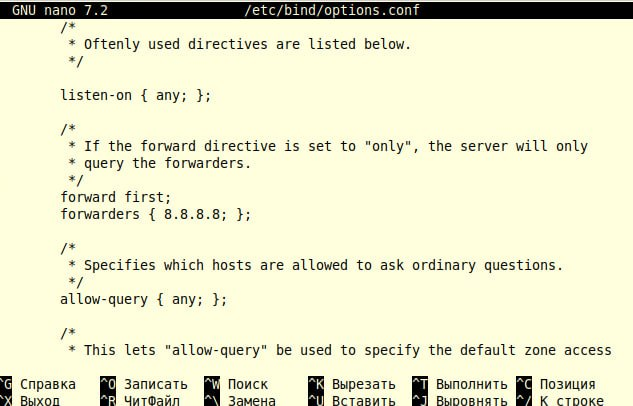 GNU nano 7.2 /etc/bind/options.conf
/*
* Oftenly used directives are listed below.
*/
listen-on { any; };
/*
* If the forward directive is set to "only", the server will only
* query the forwarders.
*/
forward first;
forwarders { 8.8.8.8; };
/*
* Specifies which hosts are allowed to ask ordinary questions.
*/
allow-query { any; };
/*
* This lets "allow-query" be used to specify the default zone access
^G Справка ^O Записать ^W Поиск ^K Вырезать ^T Выполнить ^C Позиция
^X Выход ^R ЧитФайл ^\ Замена ^U Вставить ^J Выровнять ^/ К строке